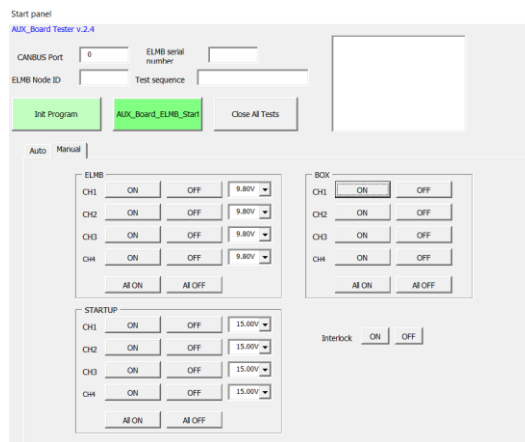 Start panel
AUX_Board Tester v.2.4
CANBUS Port 0 ELMB serial number
ELMB Node ID Test sequence
Init Program AUX_Board_ELMB_Start Close All Tests
Auto Manual
ELMB
CH1 ON OFF 9.80V
CH2 ON OFF 9.80V
CH3 ON OFF 9.80V
CH4 ON OFF 9.80V
All ON All OFF
BOX
CH1 ON OFF
CH2 ON OFF
CH3 ON OFF
CH4 ON OFF
All ON All OFF
STARTUP
CH1 ON OFF 15.00V
CH2 ON OFF 15.00V
CH3 ON OFF 15.00V
CH4 ON OFF 15.00V
All ON All OFF
Interlock ON OFF